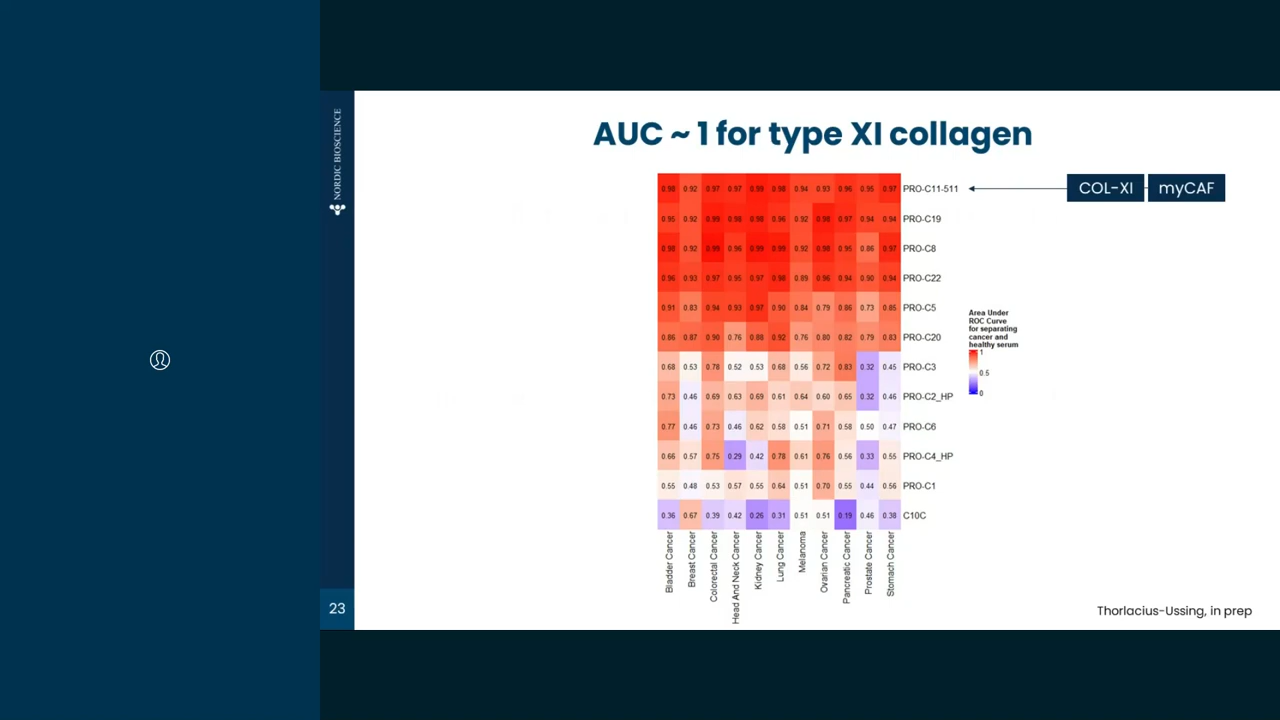 NORDIC BIOSCIENCE
AUC ~ 1 for type XI collagen
0.98 0.92 0.97 0.97 0.99 0.98 0.94 0.93 0.96 0.95 0.97 PRO-C11-511
COL-XI myCAF
0.95 0.92 0.99 0.98 0.98 0.96 0.92 0.98 0.97 0.94 0.94 PRO-C19
0.98 0.92 0.99 0.96 0.99 0.99 0.92 0.98 0.95 0.86 0.97 PRO-C8
0.96 0.93 0.97 0.95 0.97 0.98 0.89 0.96 0.94 0.90 0.94 PRO-C22
0.91 0.83 0.94 0.93 0.97 0.90 0.84 0.79 0.86 0.73 0.85 PRO-C5
0.86 0.87 0.90 0.76 0.88 0.92 0.76 0.80 0.82 0.79 0.83 PRO-C20
0.68 0.53 0.78 0.52 0.53 0.68 0.56 0.72 0.83 0.32 0.45 PRO-C3
0.73 0.46 0.69 0.63 0.69 0.61 0.64 0.60 0.65 0.32 0.46 PRO-C2_HP
0.77 0.46 0.73 0.46 0.62 0.58 0.51 0.71 0.58 0.50 0.47 PRO-C6
0.66 0.57 0.75 0.29 0.42 0.78 0.61 0.76 0.56 0.33 0.55 PRO-C4_HP
0.55 0.48 0.53 0.57 0.55 0.64 0.51 0.70 0.55 0.44 0.56 PRO-C1
0.36 0.67 0.39 0.42 0.26 0.31 0.51 0.51 0.19 0.46 0.38 C10C
Area Under
ROC Curve
for separating
cancer and
healthy serum
1
0.5
0
Bladder Cancer
Breast Cancer
Colorectal Cancer
Head And Neck Cancer
Kidney Cancer
Lung Cancer
Melanoma
Ovarian Cancer
Pancreatic Cancer
Prostate Cancer
Stomach Cancer
23
Thorlacius-Ussing, in prep